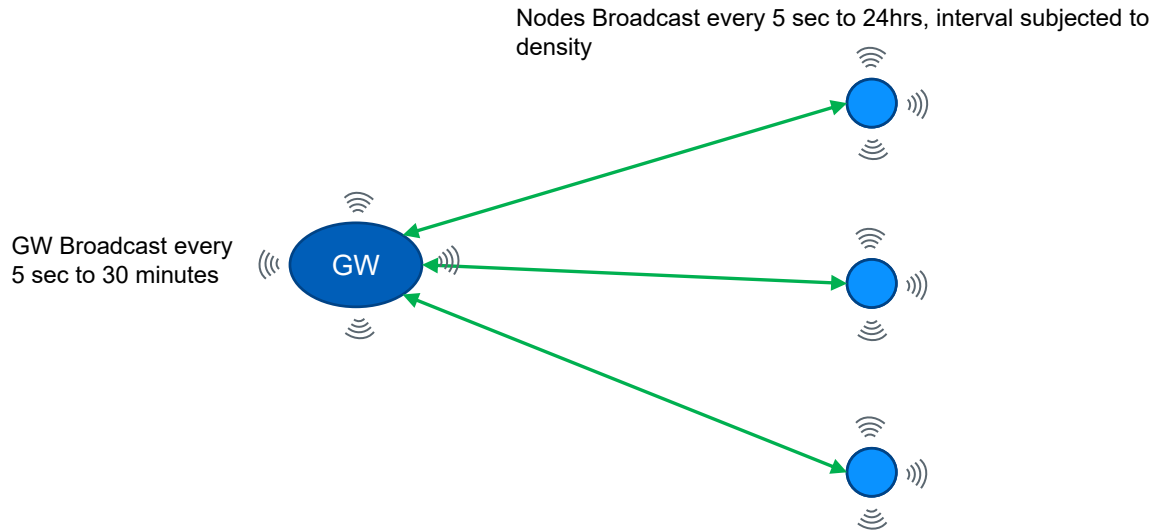 Nodes Broadcast every 5 sec to 24hrs, interval subjected to
density
GW Broadcast every
5 sec to 30 minutes
GW